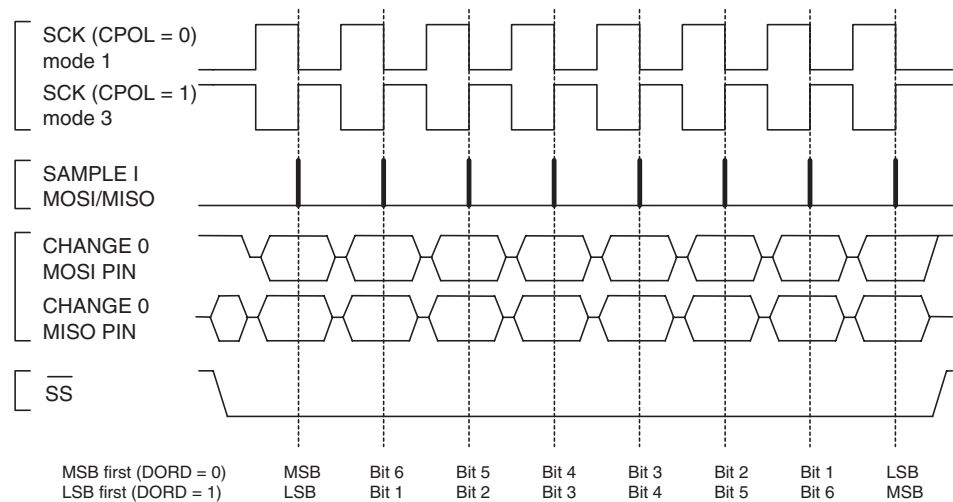 SCK (CPOL = 0)
mode 1
SCK (CPOL = 1)
mode 3
SAMPLE I
MOSI/MISO
CHANGE 0
MOSI PIN
CHANGE 0
MISO PIN
SS
MSB first (DORD = 0) MSB Bit 6 Bit 5 Bit 4 Bit 3 Bit 2 Bit 1 LSB
LSB first (DORD = 1) LSB Bit 1 Bit 2 Bit 3 Bit 4 Bit 5 Bit 6 MSB